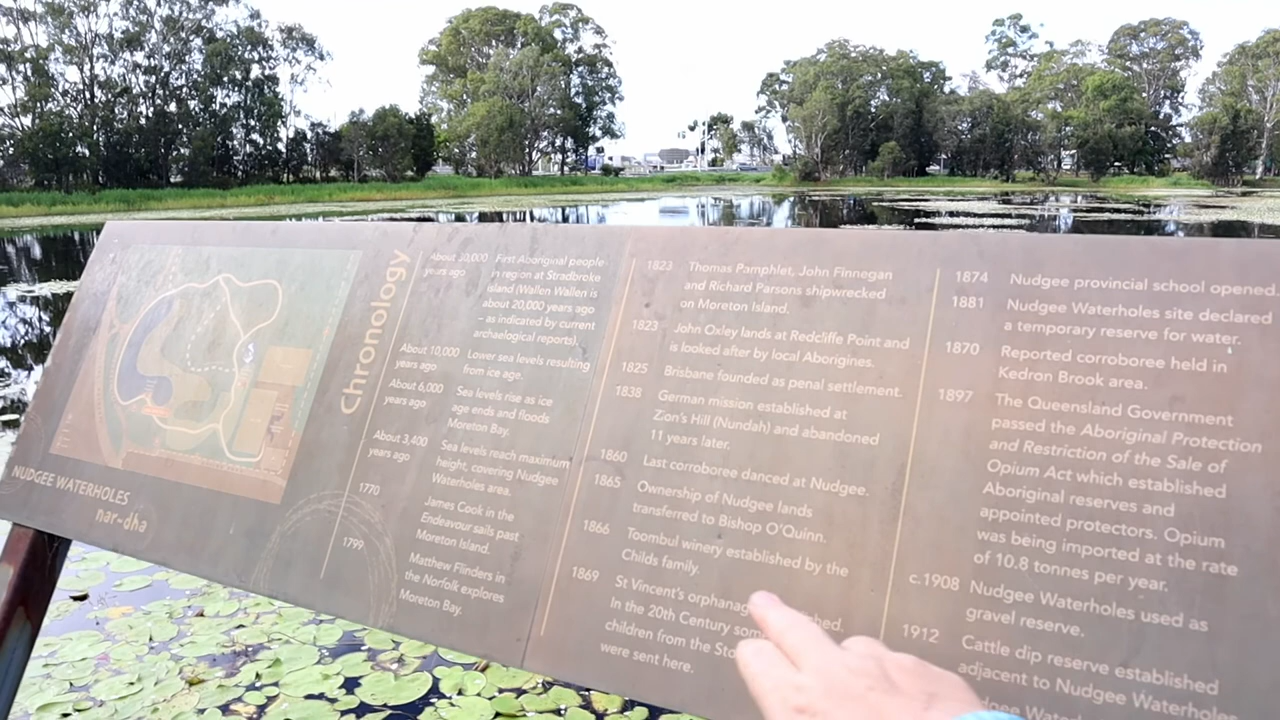 NUDGEE WATERHOLES
nar-dha
Chronology
About 20,000
years ago
First Aboriginal people
in region at Stradbroke
Island (Wallen Wallen is
about 20,000 years ago
– as indicated by current
archaeological reports).
About 10,000
years ago
Lower sea levels resulting
from ice age.
About 6,000
years ago
Sea levels rise as ice
age ends and floods
Moreton Bay.
About 3,400
years ago
Sea levels reach maximum
height, covering Nudgee
Waterholes area.
1770
James Cook in the
Endeavour sails past
Moreton Island.
1799
Matthew Flinders in
the Norfolk explores
Moreton Bay.
1823 Thomas Pamphlet, John Finnegan
and Richard Parsons shipwrecked
on Moreton Island.
1823 John Oxley lands at Redcliffe Point and
is looked after by local Aborigines.
1825 Brisbane founded as penal settlement.
1838 German mission established at
Zion's Hill (Nundah) and abandoned
11 years later.
1860 Last corroboree danced at Nudgee.
1865 Ownership of Nudgee lands
transferred to Bishop O'Quinn.
1866 Toombul winery established by the
Childs family.
1869 St Vincent's orphanag shed.
In the 20th Century som
children from the Sto
were sent here.
1874 Nudgee provincial school opened.
1881 Nudgee Waterholes site declared
a temporary reserve for water.
1870 Reported corroboree held in
Kedron Brook area.
1897 The Queensland Government
passed the Aboriginal Protection
and Restriction of the Sale of
Opium Act which established
Aboriginal reserves and
appointed protectors. Opium
was being imported at the rate
of 10.8 tonnes per year.
c.1908 Nudgee Waterholes used as
gravel reserve.
1912 Cattle dip reserve established
adjacent to Nudgee Waterholes